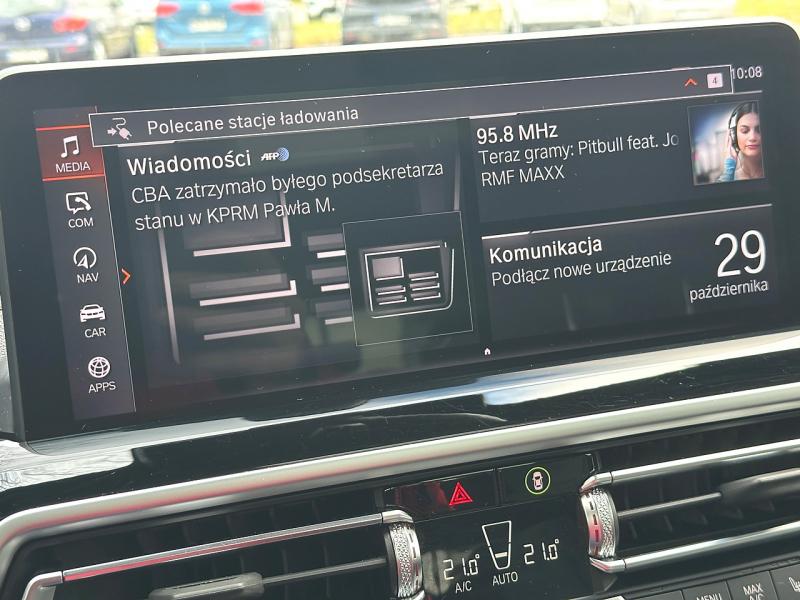 4
10:08
Polecane stacje ładowania
MEDIA
COM
NAV
CAR
APPS
Wiadomości AFP
CBA zatrzymało byłego podsekretarza
stanu w KPRM Pawła M.
95.8 MHz
Teraz gramy: Pitbull feat. Jo
RMF MAXX
Komunikacja
Podłącz nowe urządzenie
29
października
21.0° 21.0°
A/C AUTO
MENU
MAX
A/C